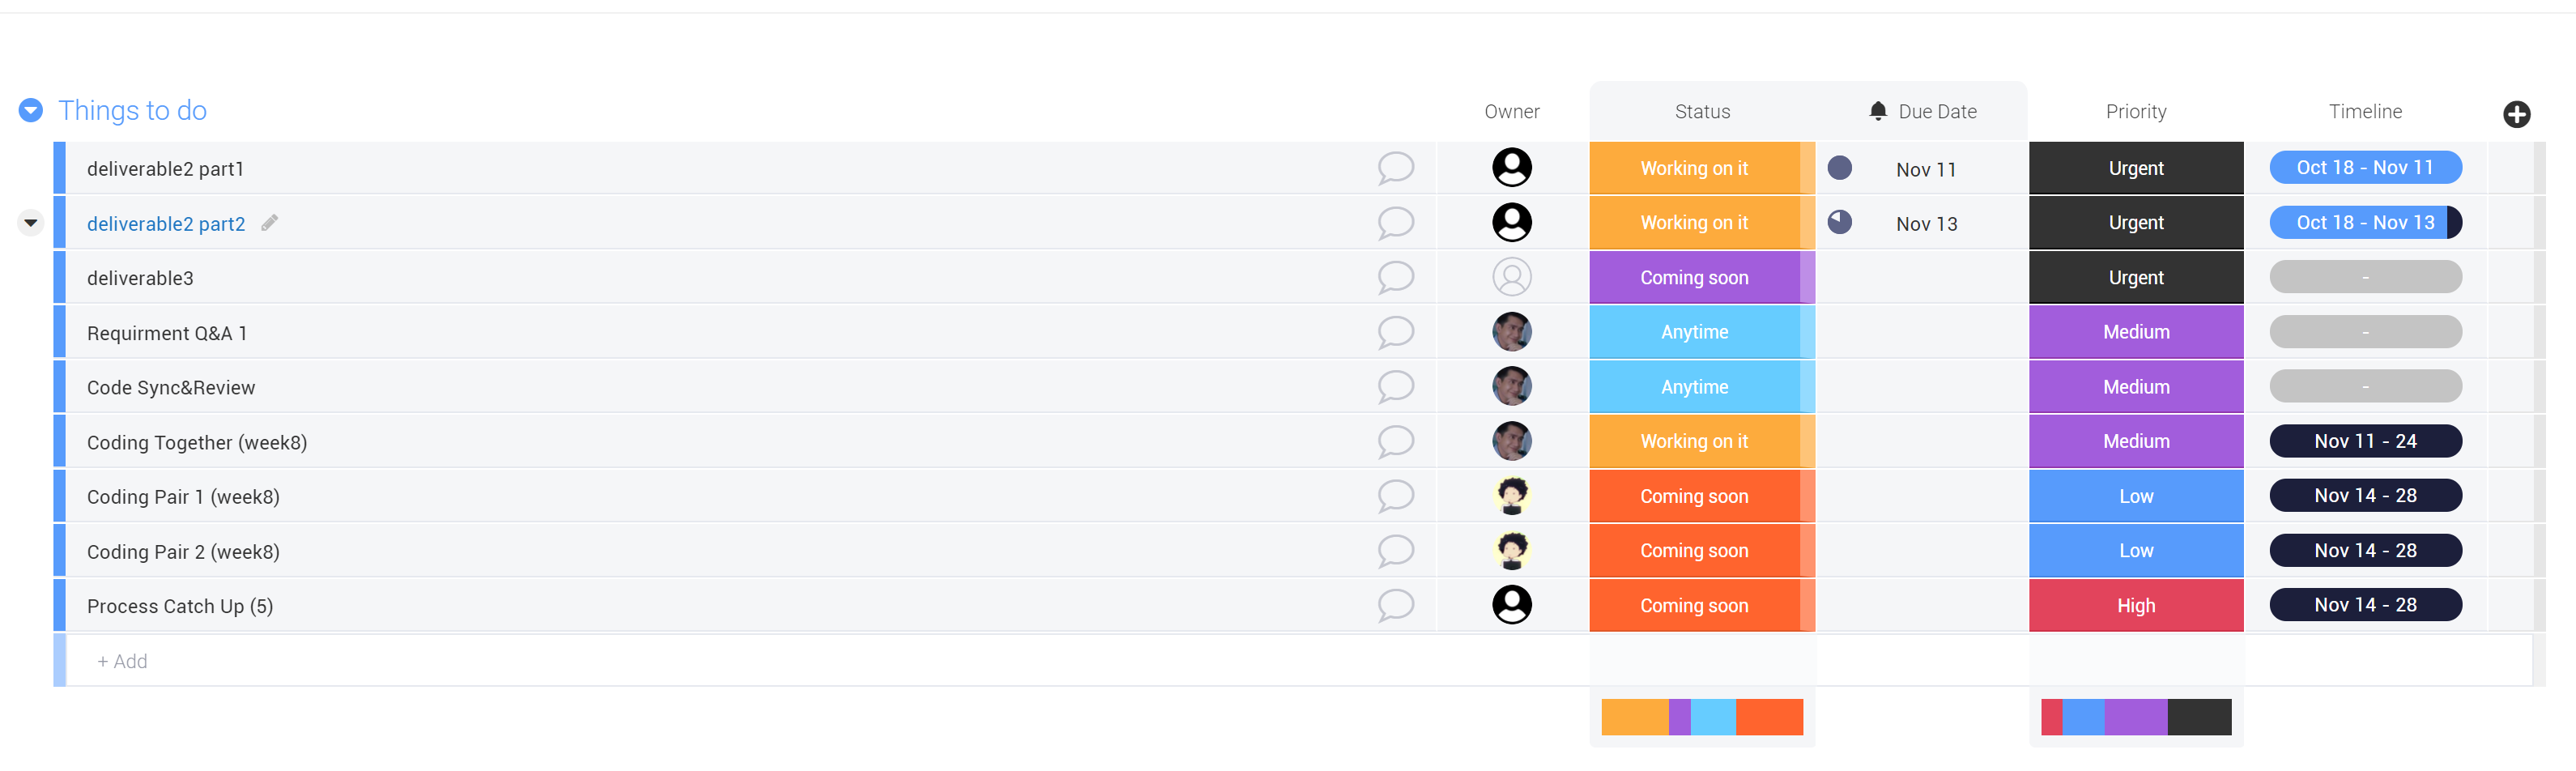 Things to do Owner Status Due Date Priority Timeline
deliverable2 part1 Working on it Nov 11 Urgent Oct 18 - Nov 11
deliverable2 part2 Working on it Nov 13 Urgent Oct 18 - Nov 13
deliverable3 Coming soon Urgent -
Requirment Q&A 1 Anytime Medium -
Code Sync&Review Anytime Medium -
Coding Together (week8) Working on it Medium Nov 11 - 24
Coding Pair 1 (week8) Coming soon Low Nov 14 - 28
Coding Pair 2 (week8) Coming soon Low Nov 14 - 28
Process Catch Up (5) Coming soon High Nov 14 - 28
+ Add